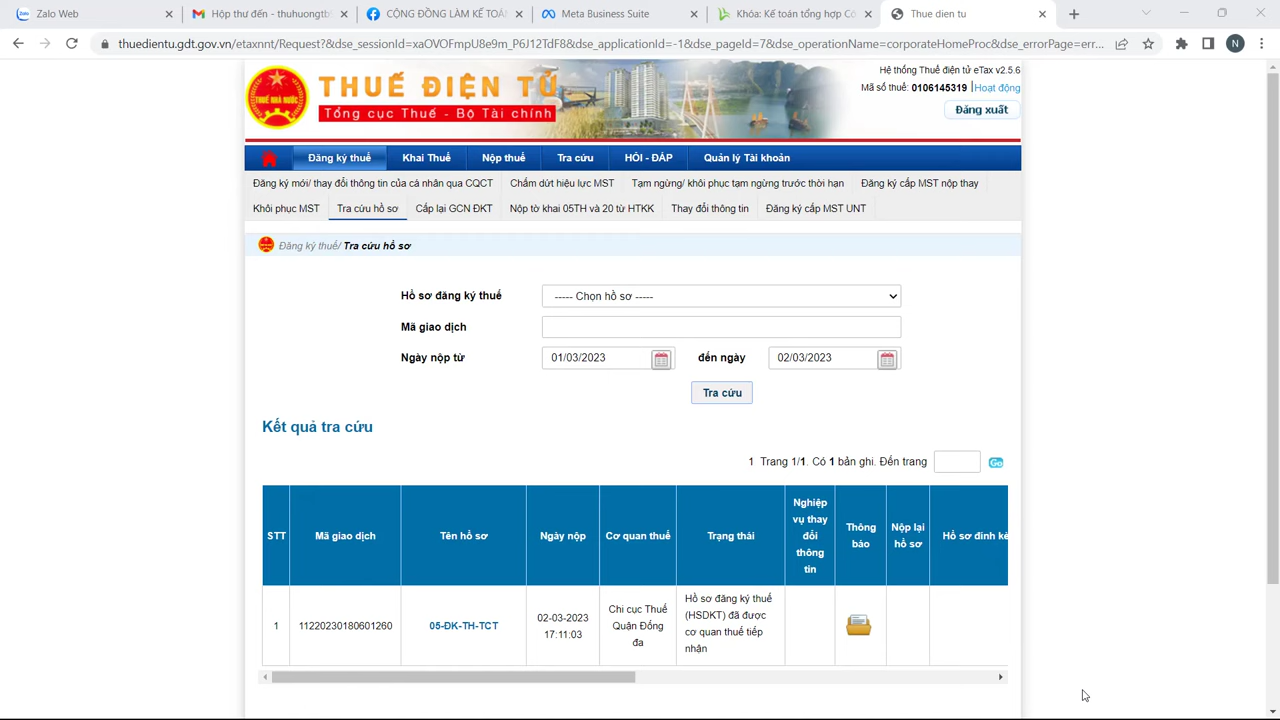 Zalo Web
Hộp thư đến - thuhuongtb
CỘNG ĐỒNG LÀM KẾ TOÁN
Meta Business Suite
Khóa: Kế toán tổng hợp Cô
Thue dien tu
thuedientu.gdt.gov.vn/etaxnnt/Request?&dse_sessionId=xaOVOFmpU9e9m_P6J12TdF8&dse_applicationId=-1&dse_pageId=7&dse_operationName=corporateHomeProc&dse_errorPage=err...
N
THUẾ NHÀ NƯỚC
THUẾ ĐIỆN TỬ
Tổng cục Thuế - Bộ Tài chính
Hệ thống Thuế điện tử eTax v2.5.6
Mã số thuế: 0106145319 | Hoạt động
Đăng xuất
Đăng ký thuế Khai Thuế Nộp thuế Tra cứu HỎI - ĐÁP Quản lý Tài khoản
Đăng ký mới/ thay đổi thông tin của cá nhân qua CQCT Chấm dứt hiệu lực MST Tạm ngừng/ khôi phục tạm ngừng trước thời hạn Đăng ký cấp MST nộp thay
Khôi phục MST Tra cứu hồ sơ Cấp lại GCN ĐKT Nộp tờ khai 05TH và 20 từ HTKK Thay đổi thông tin Đăng ký cấp MST UNT
Đăng ký thuế/ Tra cứu hồ sơ
Hồ sơ đăng ký thuế ----- Chọn hồ sơ -----
Mã giao dịch
Ngày nộp từ 01/03/2023 đến ngày 02/03/2023
Tra cứu
Kết quả tra cứu
1 Trang 1/1. Có 1 bản ghi. Đến trang Go
STT
Mã giao dịch
Tên hồ sơ
Ngày nộp
Cơ quan thuế
Trạng thái
Nghiệp
vụ thay
đổi
thông
tin
Thông
báo
Nộp lại
hồ sơ
Hồ sơ đính kè
1
11220230180601260
05-ĐK-TH-TCT
02-03-2023
17:11:03
Chi cục Thuế
Quận Đống
đa
Hồ sơ đăng ký thuế
(HSDKT) đã được
cơ quan thuế tiếp
nhận